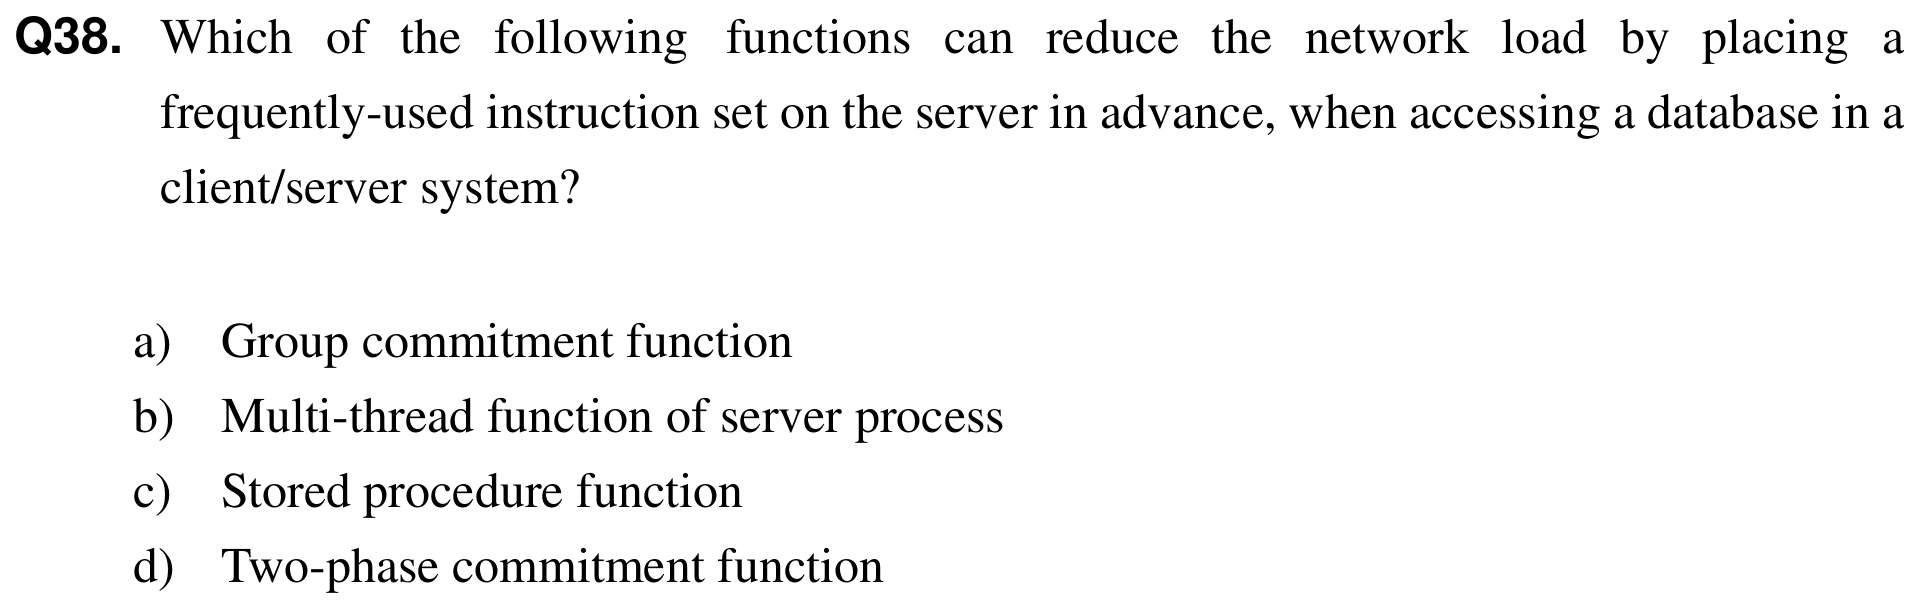 Q38. Which of the following functions can reduce the network load by placing a
frequently-used instruction set on the server in advance, when accessing a database in a
client/server system?
a) Group commitment function
b) Multi-thread function of server process
c) Stored procedure function
d) Two-phase commitment function